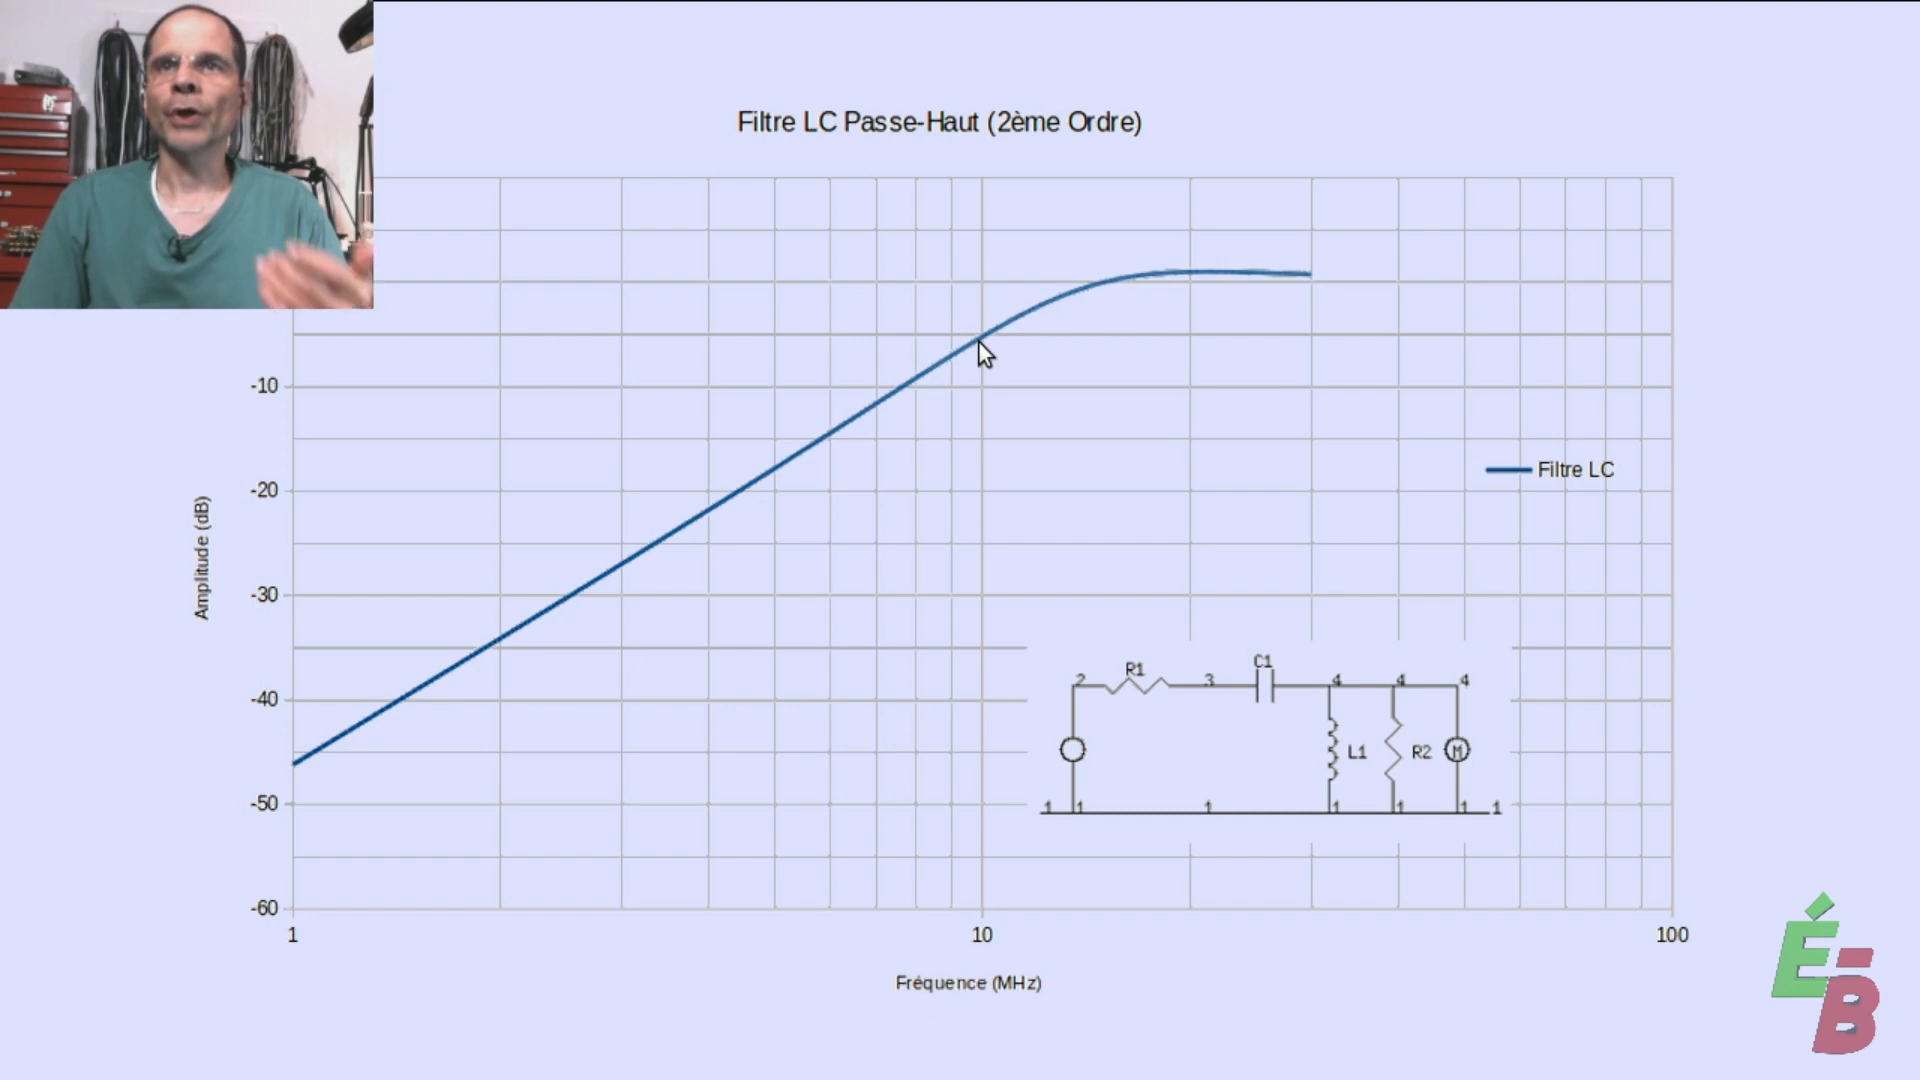 Filtre LC Passe-Haut (2ème Ordre)
-10
-20
-30
-40
-50
-60
Amplitude (dB)
1
10
100
Fréquence (MHz)
Filtre LC
2 R1 3 C1 4 4 4
L1 R2 M
1 1 1 1 1 1 1
É-B